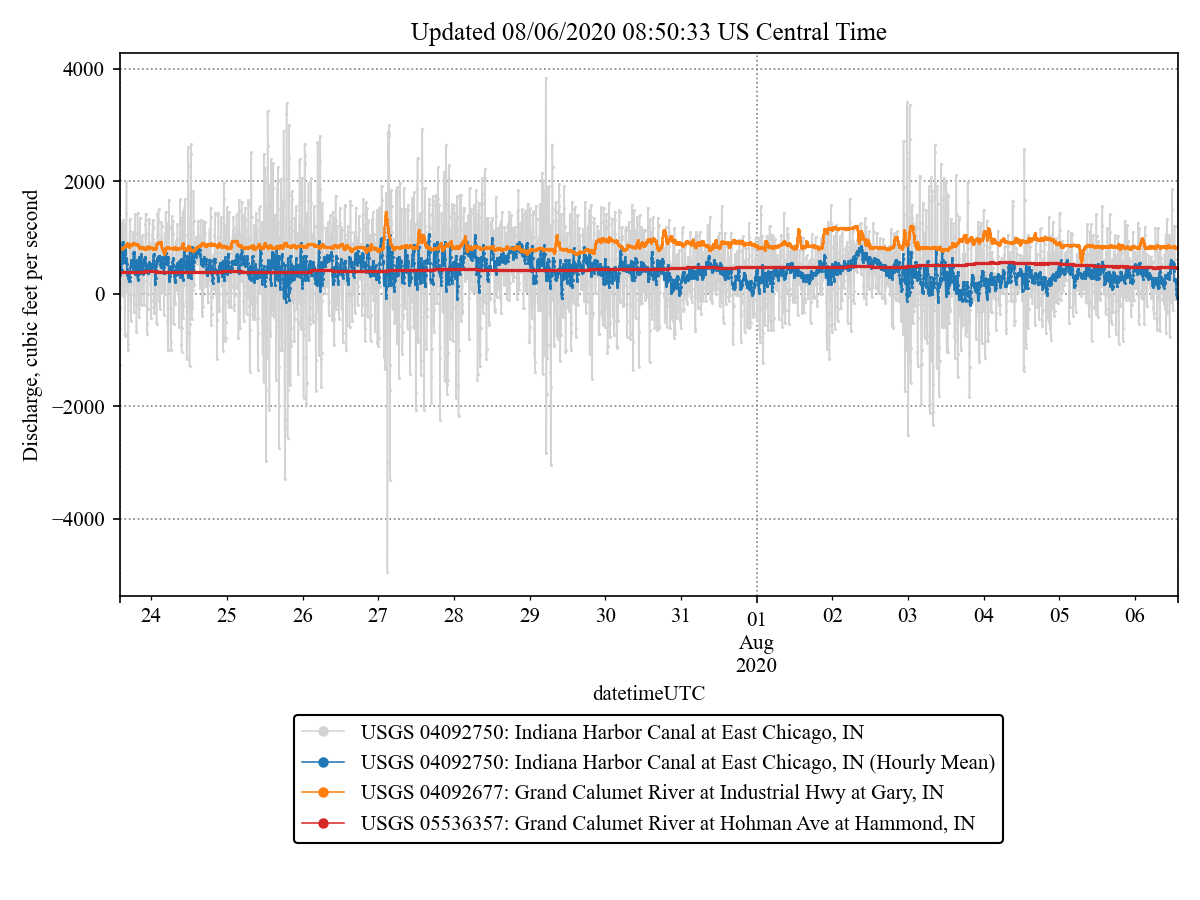 Updated 08/06/2020 08:50:33 US Central Time
Discharge, cubic feet per second
4000
2000
0
−2000
−4000
24 25 26 27 28 29 30 31 01 02 03 04 05 06
Aug
2020
datetimeUTC
USGS 04092750: Indiana Harbor Canal at East Chicago, IN
USGS 04092750: Indiana Harbor Canal at East Chicago, IN (Hourly Mean)
USGS 04092677: Grand Calumet River at Industrial Hwy at Gary, IN
USGS 05536357: Grand Calumet River at Hohman Ave at Hammond, IN